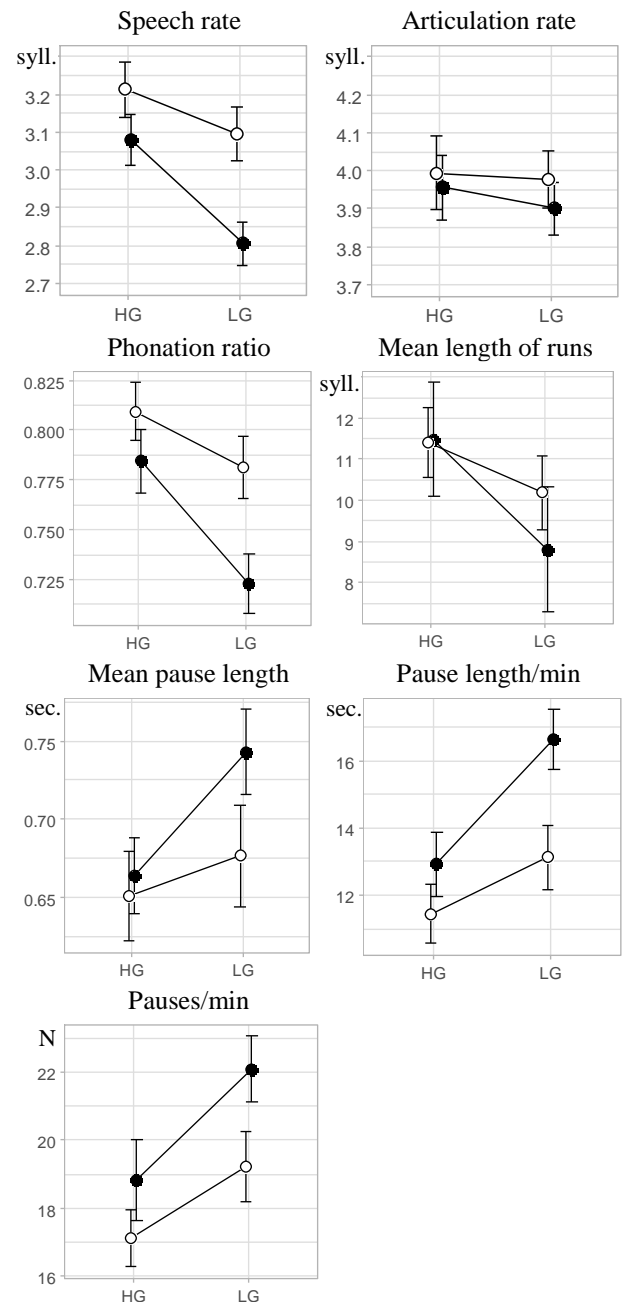 Speech rate
syll.
3.2
3.1
3.0
2.9
2.8
2.7
HG LG
Articulation rate
syll.
4.2
4.1
4.0
3.9
3.8
3.7
HG LG
Phonation ratio
0.825
0.800
0.775
0.750
0.725
HG LG
Mean length of runs
syll.
12
11
10
9
8
HG LG
Mean pause length
sec.
0.75
0.70
0.65
HG LG
Pause length/min
sec.
16
14
12
HG LG
Pauses/min
N
22
20
18
16
HG LG